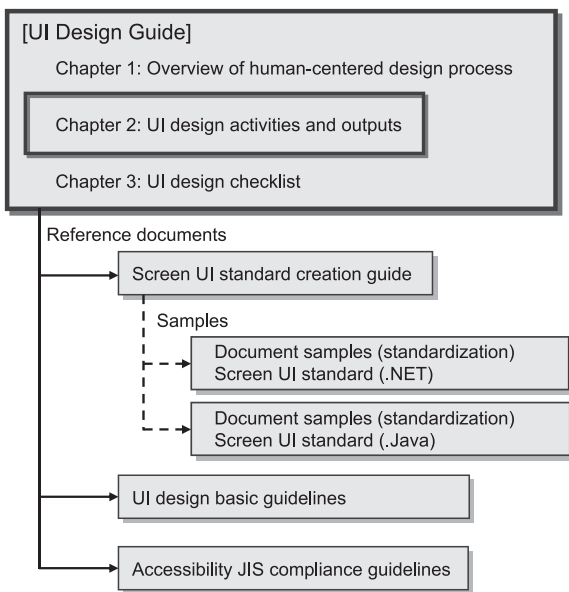 [UI Design Guide]
Chapter 1: Overview of human-centered design process
Chapter 2: UI design activities and outputs
Chapter 3: UI design checklist
Reference documents
Screen UI standard creation guide
Samples
Document samples (standardization)
Screen UI standard (.NET)
Document samples (standardization)
Screen UI standard (.Java)
UI design basic guidelines
Accessibility JIS compliance guidelines